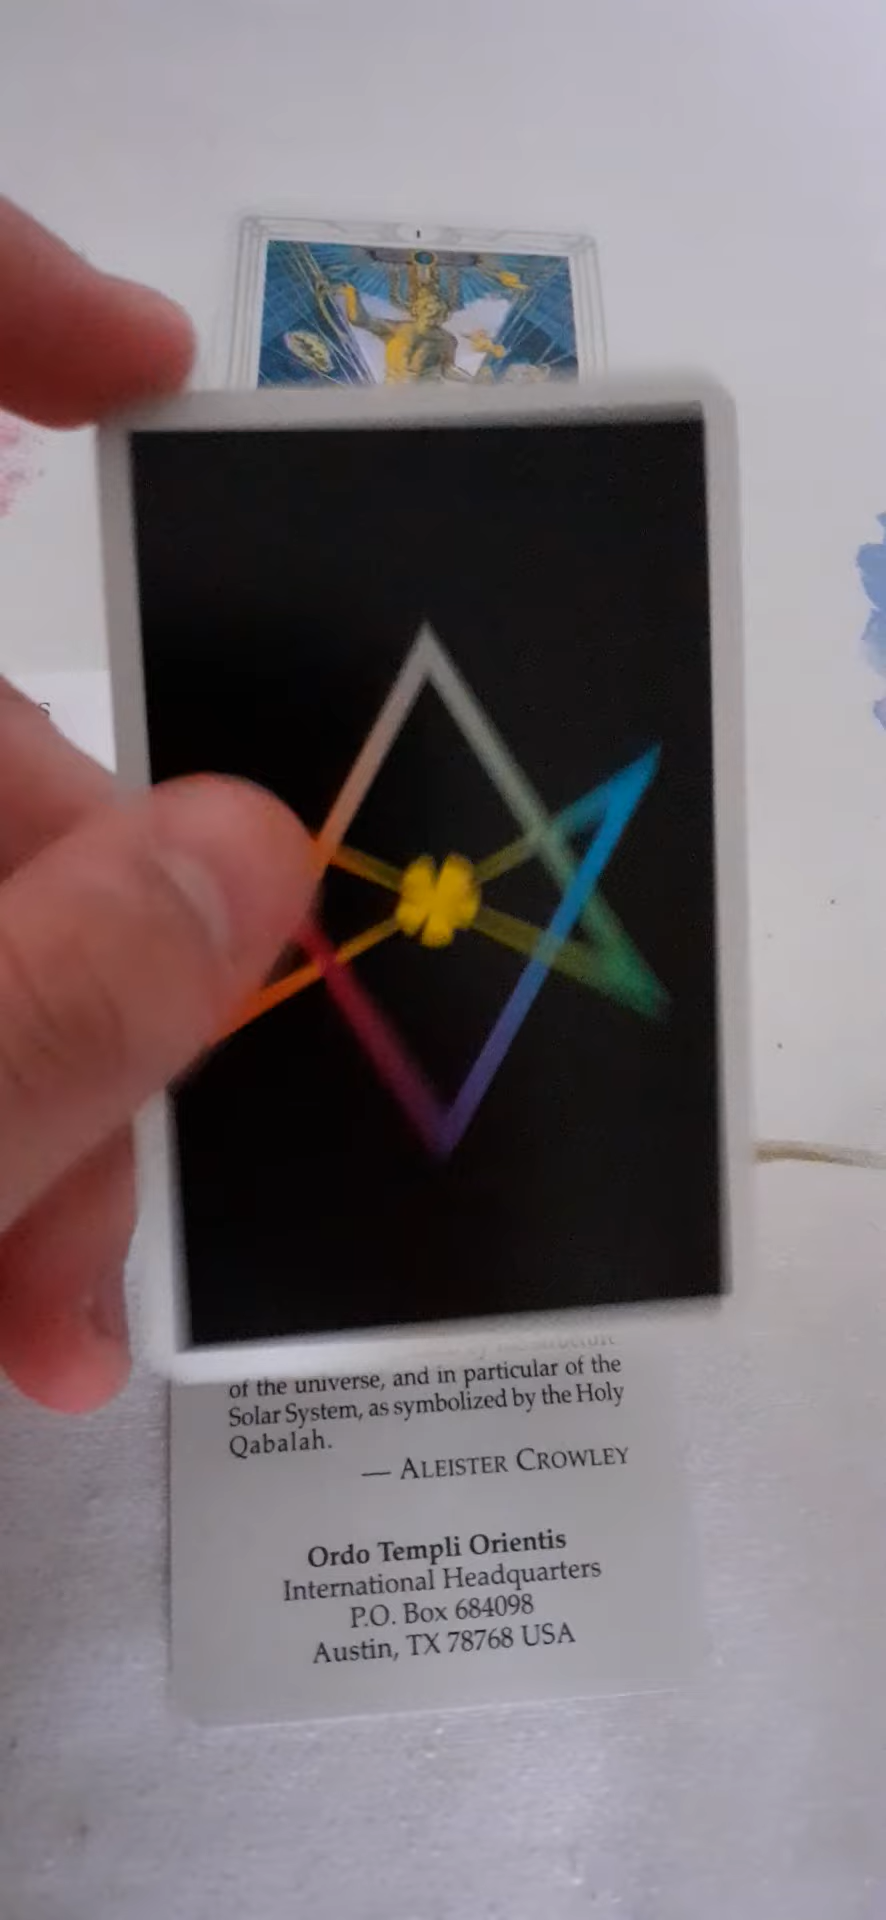 I
S
of the universe, and in particular of the
Solar System, as symbolized by the Holy
Qabalah.
— ALEISTER CROWLEY
Ordo Templi Orientis
International Headquarters
P.O. Box 684098
Austin, TX 78768 USA